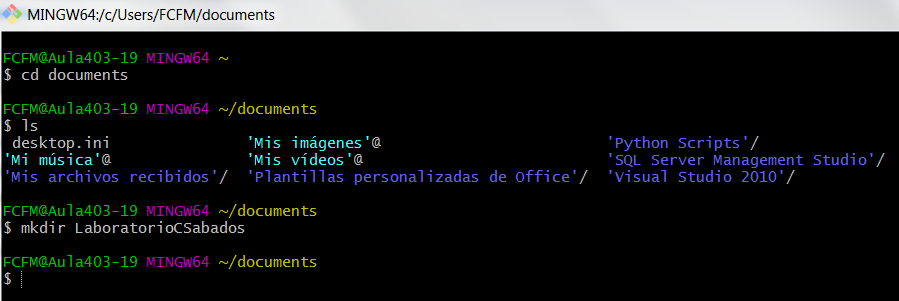 MINGW64:/c/Users/FCFM/documents
FCFM@Aula403-19 MINGW64 ~
$ cd documents
FCFM@Aula403-19 MINGW64 ~/documents
$ ls
desktop.ini 'Mis imágenes'@ 'Python Scripts'/
'Mi música'@ 'Mis vídeos'@ 'SQL Server Management Studio'/
'Mis archivos recibidos'/ 'Plantillas personalizadas de Office'/ 'Visual Studio 2010'/
FCFM@Aula403-19 MINGW64 ~/documents
$ mkdir LaboratorioCSabados
FCFM@Aula403-19 MINGW64 ~/documents
$